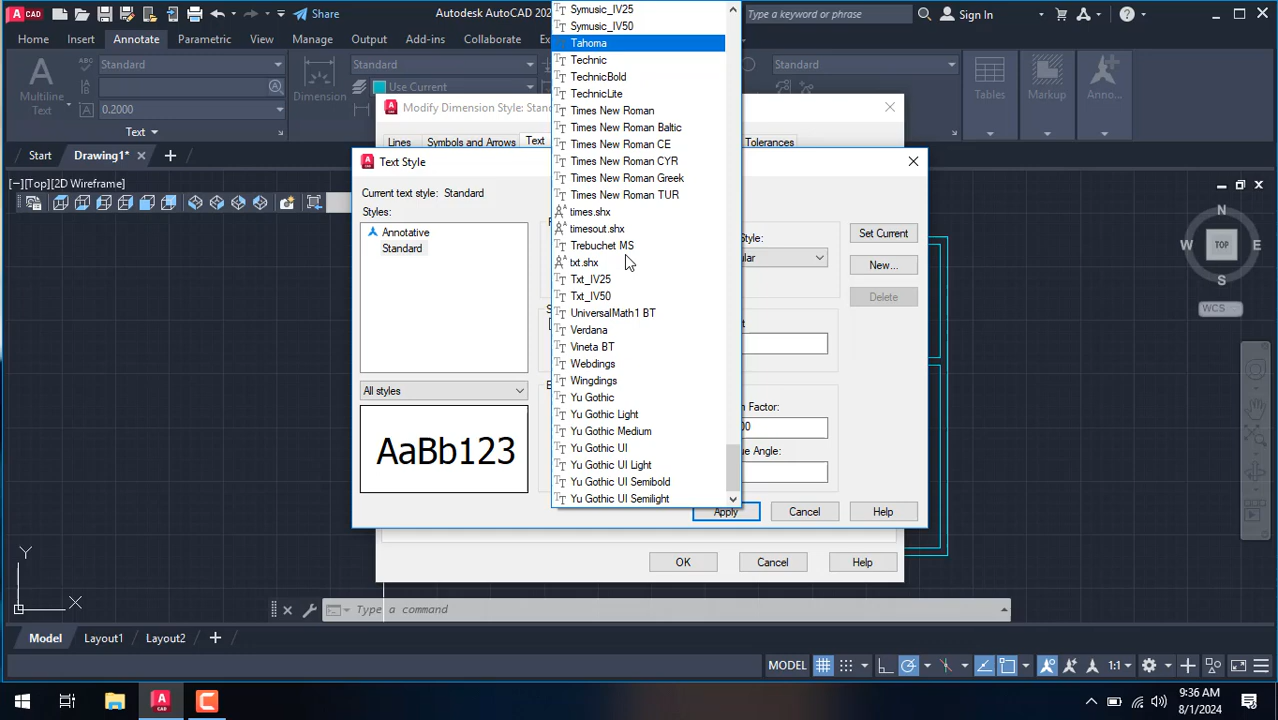 CAD
Share
Autodesk AutoCAD 202
Type a keyword or phrase
Sign In
Home
Insert
Annotate
Parametric
View
Manage
Output
Add-ins
Collaborate
Multiline
Text
Standard
0.2000
Text
Dimension
Standard
Use Current
Standard
Tables
Markup
Anno...
Start
Drawing1*
Modify Dimension Style: Stan
Lines
Symbols and Arrows
Text
Tolerances
[-][Top][2D Wireframe]
Text Style
Current text style: Standard
Styles:
Annotative
Standard
All styles
AaBb123
Symusic_IV25
Symusic_IV50
Tahoma
Technic
TechnicBold
TechnicLite
Times New Roman
Times New Roman Baltic
Times New Roman CE
Times New Roman CYR
Times New Roman Greek
Times New Roman TUR
times.shx
timesout.shx
Trebuchet MS
txt.shx
Txt_IV25
Txt_IV50
UniversalMath1 BT
Verdana
Vineta BT
Webdings
Wingdings
Yu Gothic
Yu Gothic Light
Yu Gothic Medium
Yu Gothic UI
Yu Gothic UI Light
Yu Gothic UI Semibold
Yu Gothic UI Semilight
Style:
ular
Set Current
New...
Delete
Factor:
00
ue Angle:
Apply
Cancel
Help
OK
Cancel
Help
N
W
TOP
E
S
WCS
Y
X
Type a command
Model
Layout1
Layout2
MODEL
1:1
9:36 AM
8/1/2024